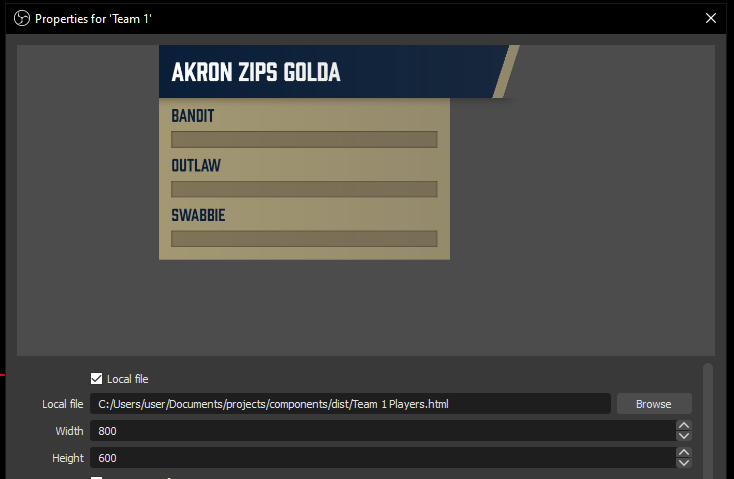 Properties for 'Team 1'
AKRON ZIPS GOLDA
BANDIT
OUTLAW
SWABBIE
Local file
Local file C:/Users/user/Documents/projects/components/dist/Team 1 Players.html Browse
Width 800
Height 600